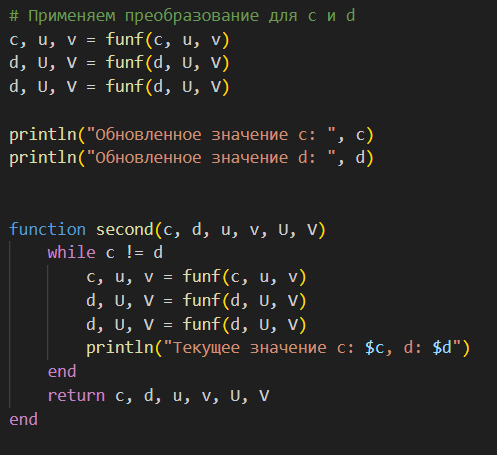 # Применяем преобразование для c и d
c, u, v = funf(c, u, v)
d, U, V = funf(d, U, V)
d, U, V = funf(d, U, V)
println("Обновленное значение c: ", c)
println("Обновленное значение d: ", d)
function second(c, d, u, v, U, V)
    while c != d
        c, u, v = funf(c, u, v)
        d, U, V = funf(d, U, V)
        d, U, V = funf(d, U, V)
        println("Текущее значение c: $c, d: $d")
    end
    return c, d, u, v, U, V
end